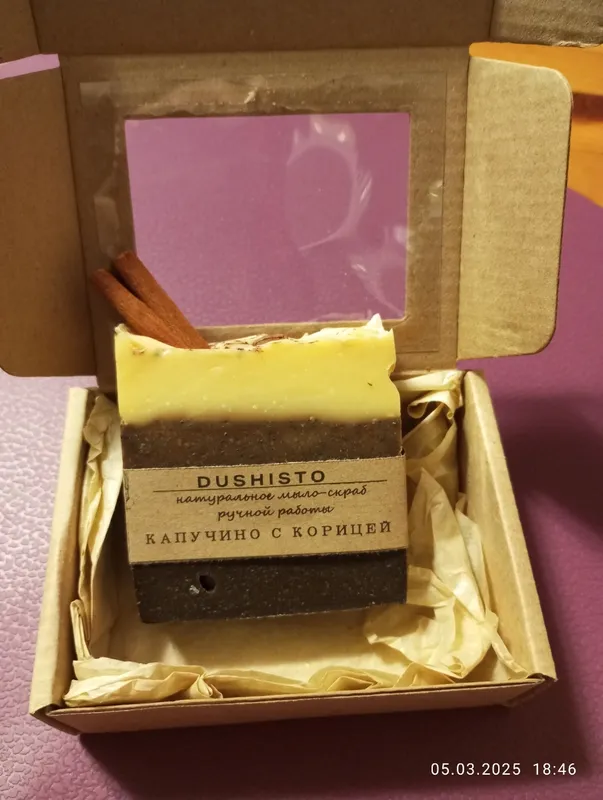 DUSHISTO
натуральное мыло-скраб
ручной работы
КАПУЧИНО С КОРИЦЕЙ
05.03.2025 18:46